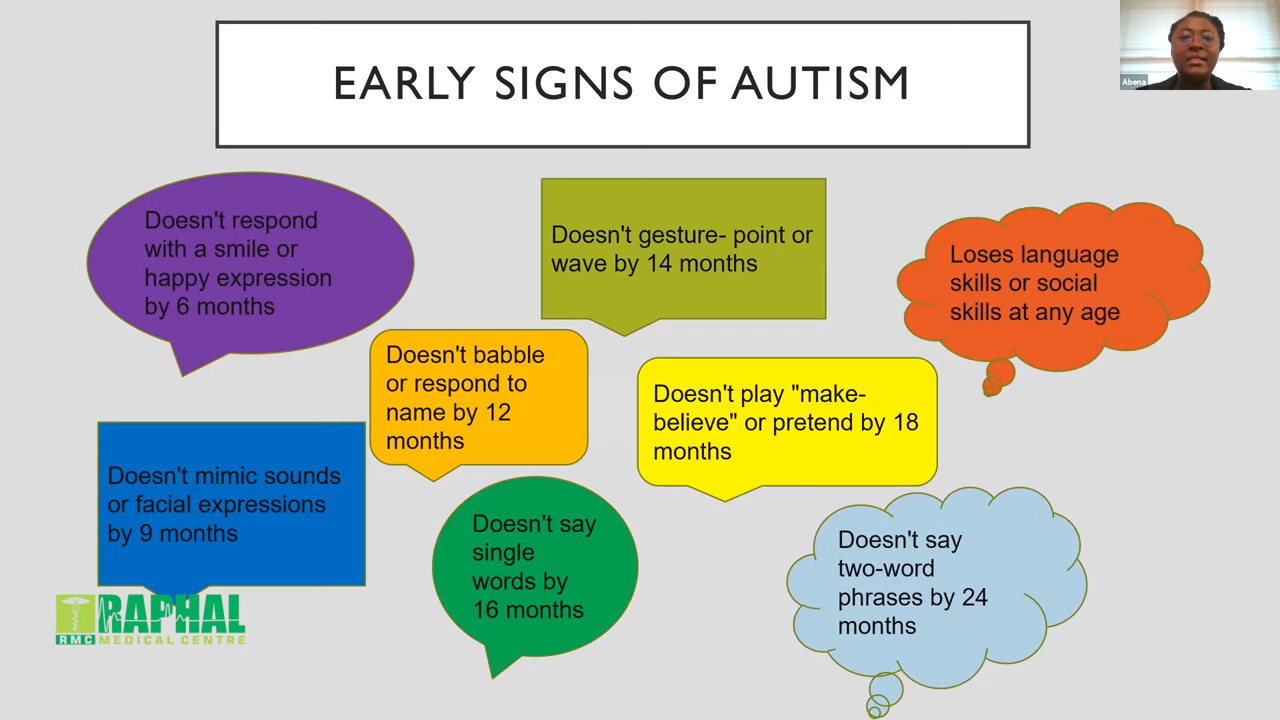 EARLY SIGNS OF AUTISM
Abena
Doesn't respond
with a smile or
happy expression
by 6 months
Doesn't gesture- point or
wave by 14 months
Loses language
skills or social
skills at any age
Doesn't babble
or respond to
name by 12
months
Doesn't play "make-
believe" or pretend by 18
months
Doesn't mimic sounds
or facial expressions
by 9 months
Doesn't say
single
words by
16 months
Doesn't say
two-word
phrases by 24
months
RAPHAL
RMC MEDICAL CENTRE